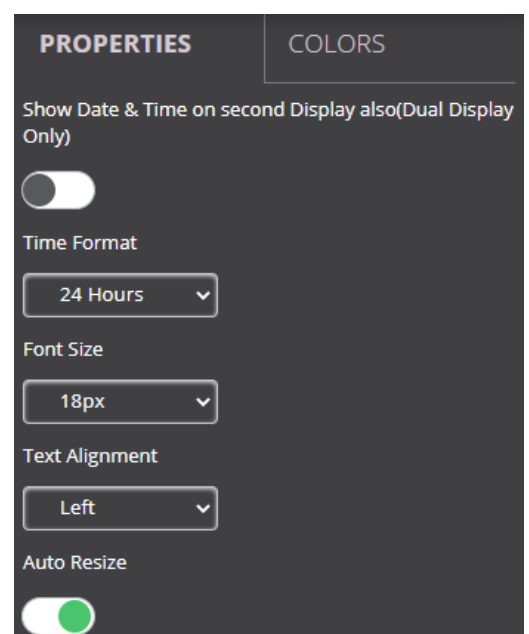 PROPERTIES COLORS
Show Date & Time on second Display also(Dual Display
Only)
Time Format
24 Hours
Font Size
18px
Text Alignment
Left
Auto Resize